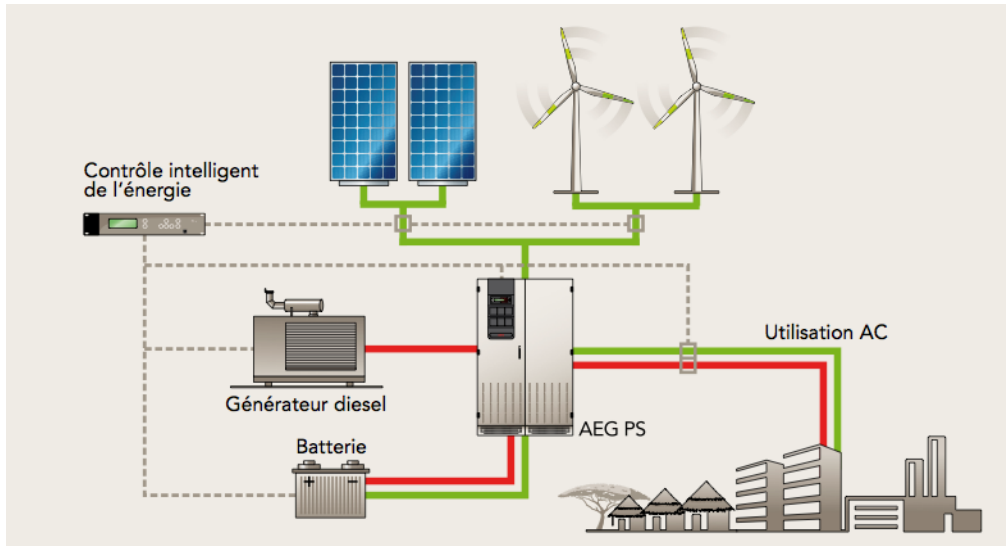 Contrôle intelligent
de l'énergie
Utilisation AC
Générateur diesel
AEG PS
Batterie
+ −